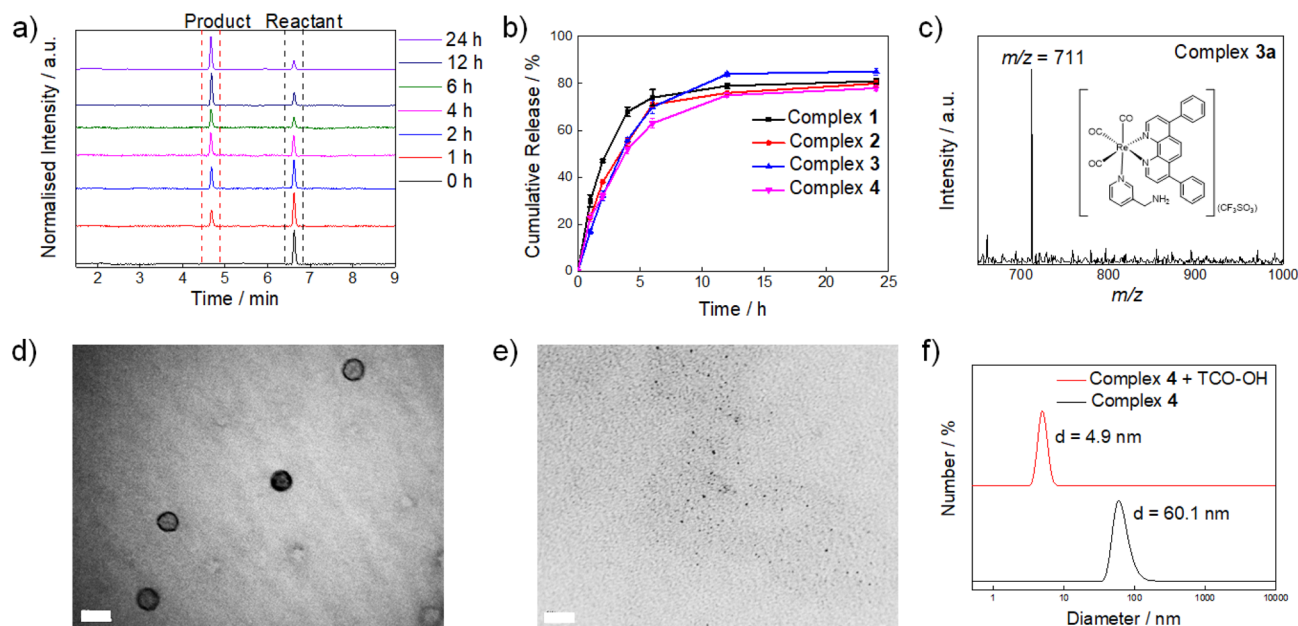 a)
Product Reactant
24 h
12 h
6 h
4 h
2 h
1 h
0 h
Normalised Intensity / a.u.
2 3 4 5 6 7 8 9
Time / min
b)
100
80
60
40
20
0
Cumulative Release / %
Complex 1
Complex 2
Complex 3
Complex 4
0 5 10 15 20 25
Time / h
c)
m/z = 711
Complex 3a
Intensity / a.u.
CO
CO
CO
Re
N
N
N
NH2
(CF3SO3)
700 800 900 1000
m/z
d)
e)
f)
Complex 4 + TCO-OH
Complex 4
d = 4.9 nm
d = 60.1 nm
Number / %
1 10 100 1000 10000
Diameter / nm